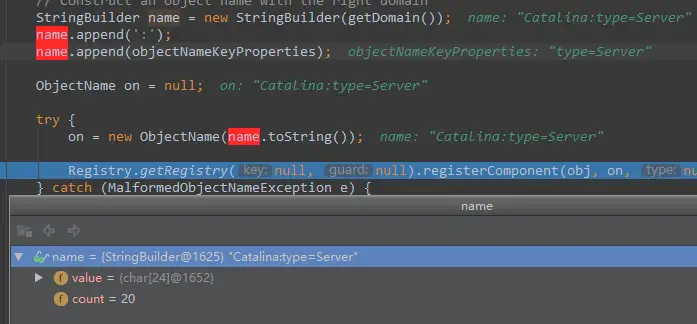 // Construct an object name with the right domain
StringBuilder name = new StringBuilder(getDomain()); name: "Catalina:type=Server"
name.append(':');
name.append(objectNameKeyProperties); objectNameKeyProperties: "type=Server"
ObjectName on = null; on: "Catalina:type=Server"
try {
on = new ObjectName(name.toString()); name: "Catalina:type=Server"
Registry.getRegistry( key: null, guard: null).registerComponent(obj, on, type: nu
} catch (MalformedObjectNameException e) {
name
name = {StringBuilder@1625} "Catalina:type=Server"
f value = {char[24]@1652}
f count = 20